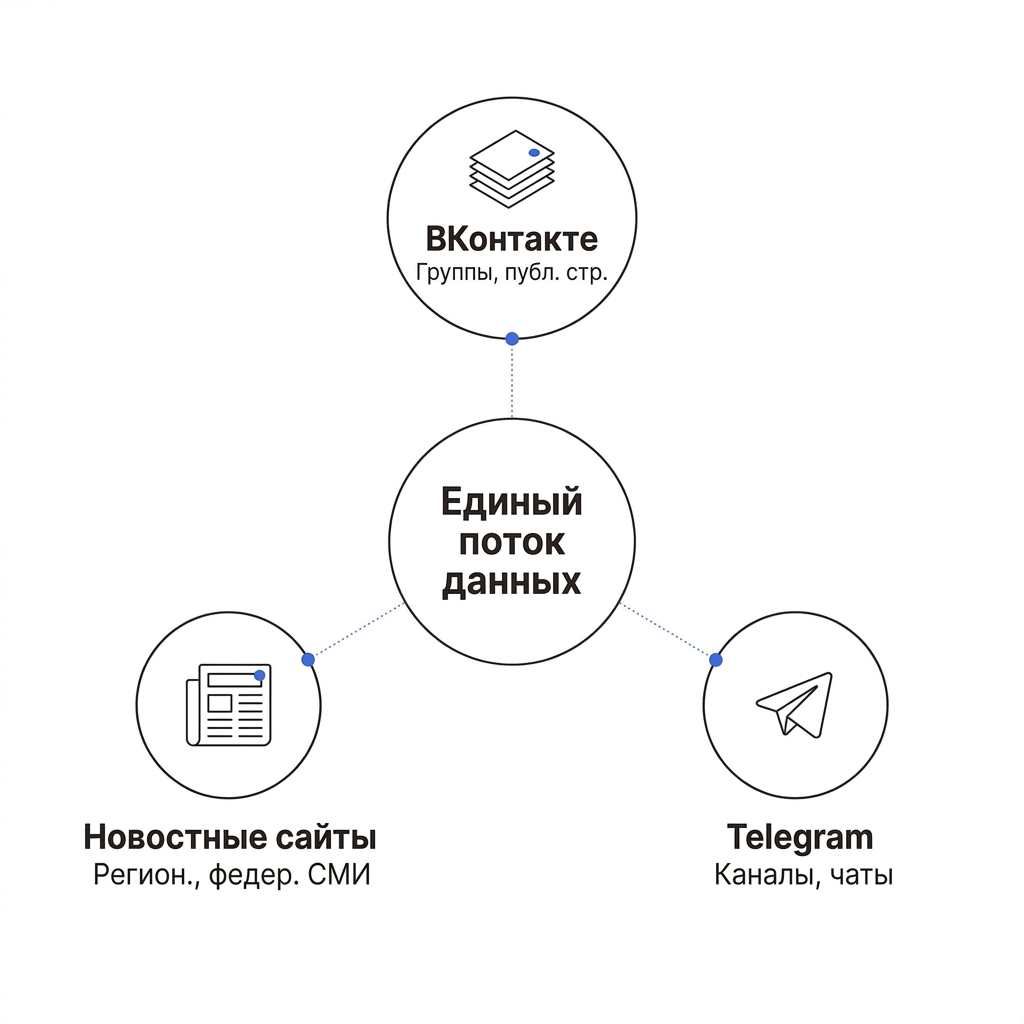 ВКонтакте
Группы, публ. стр.
Единый
поток
данных
Новостные сайты
Регион., федер. СМИ
Telegram
Каналы, чаты